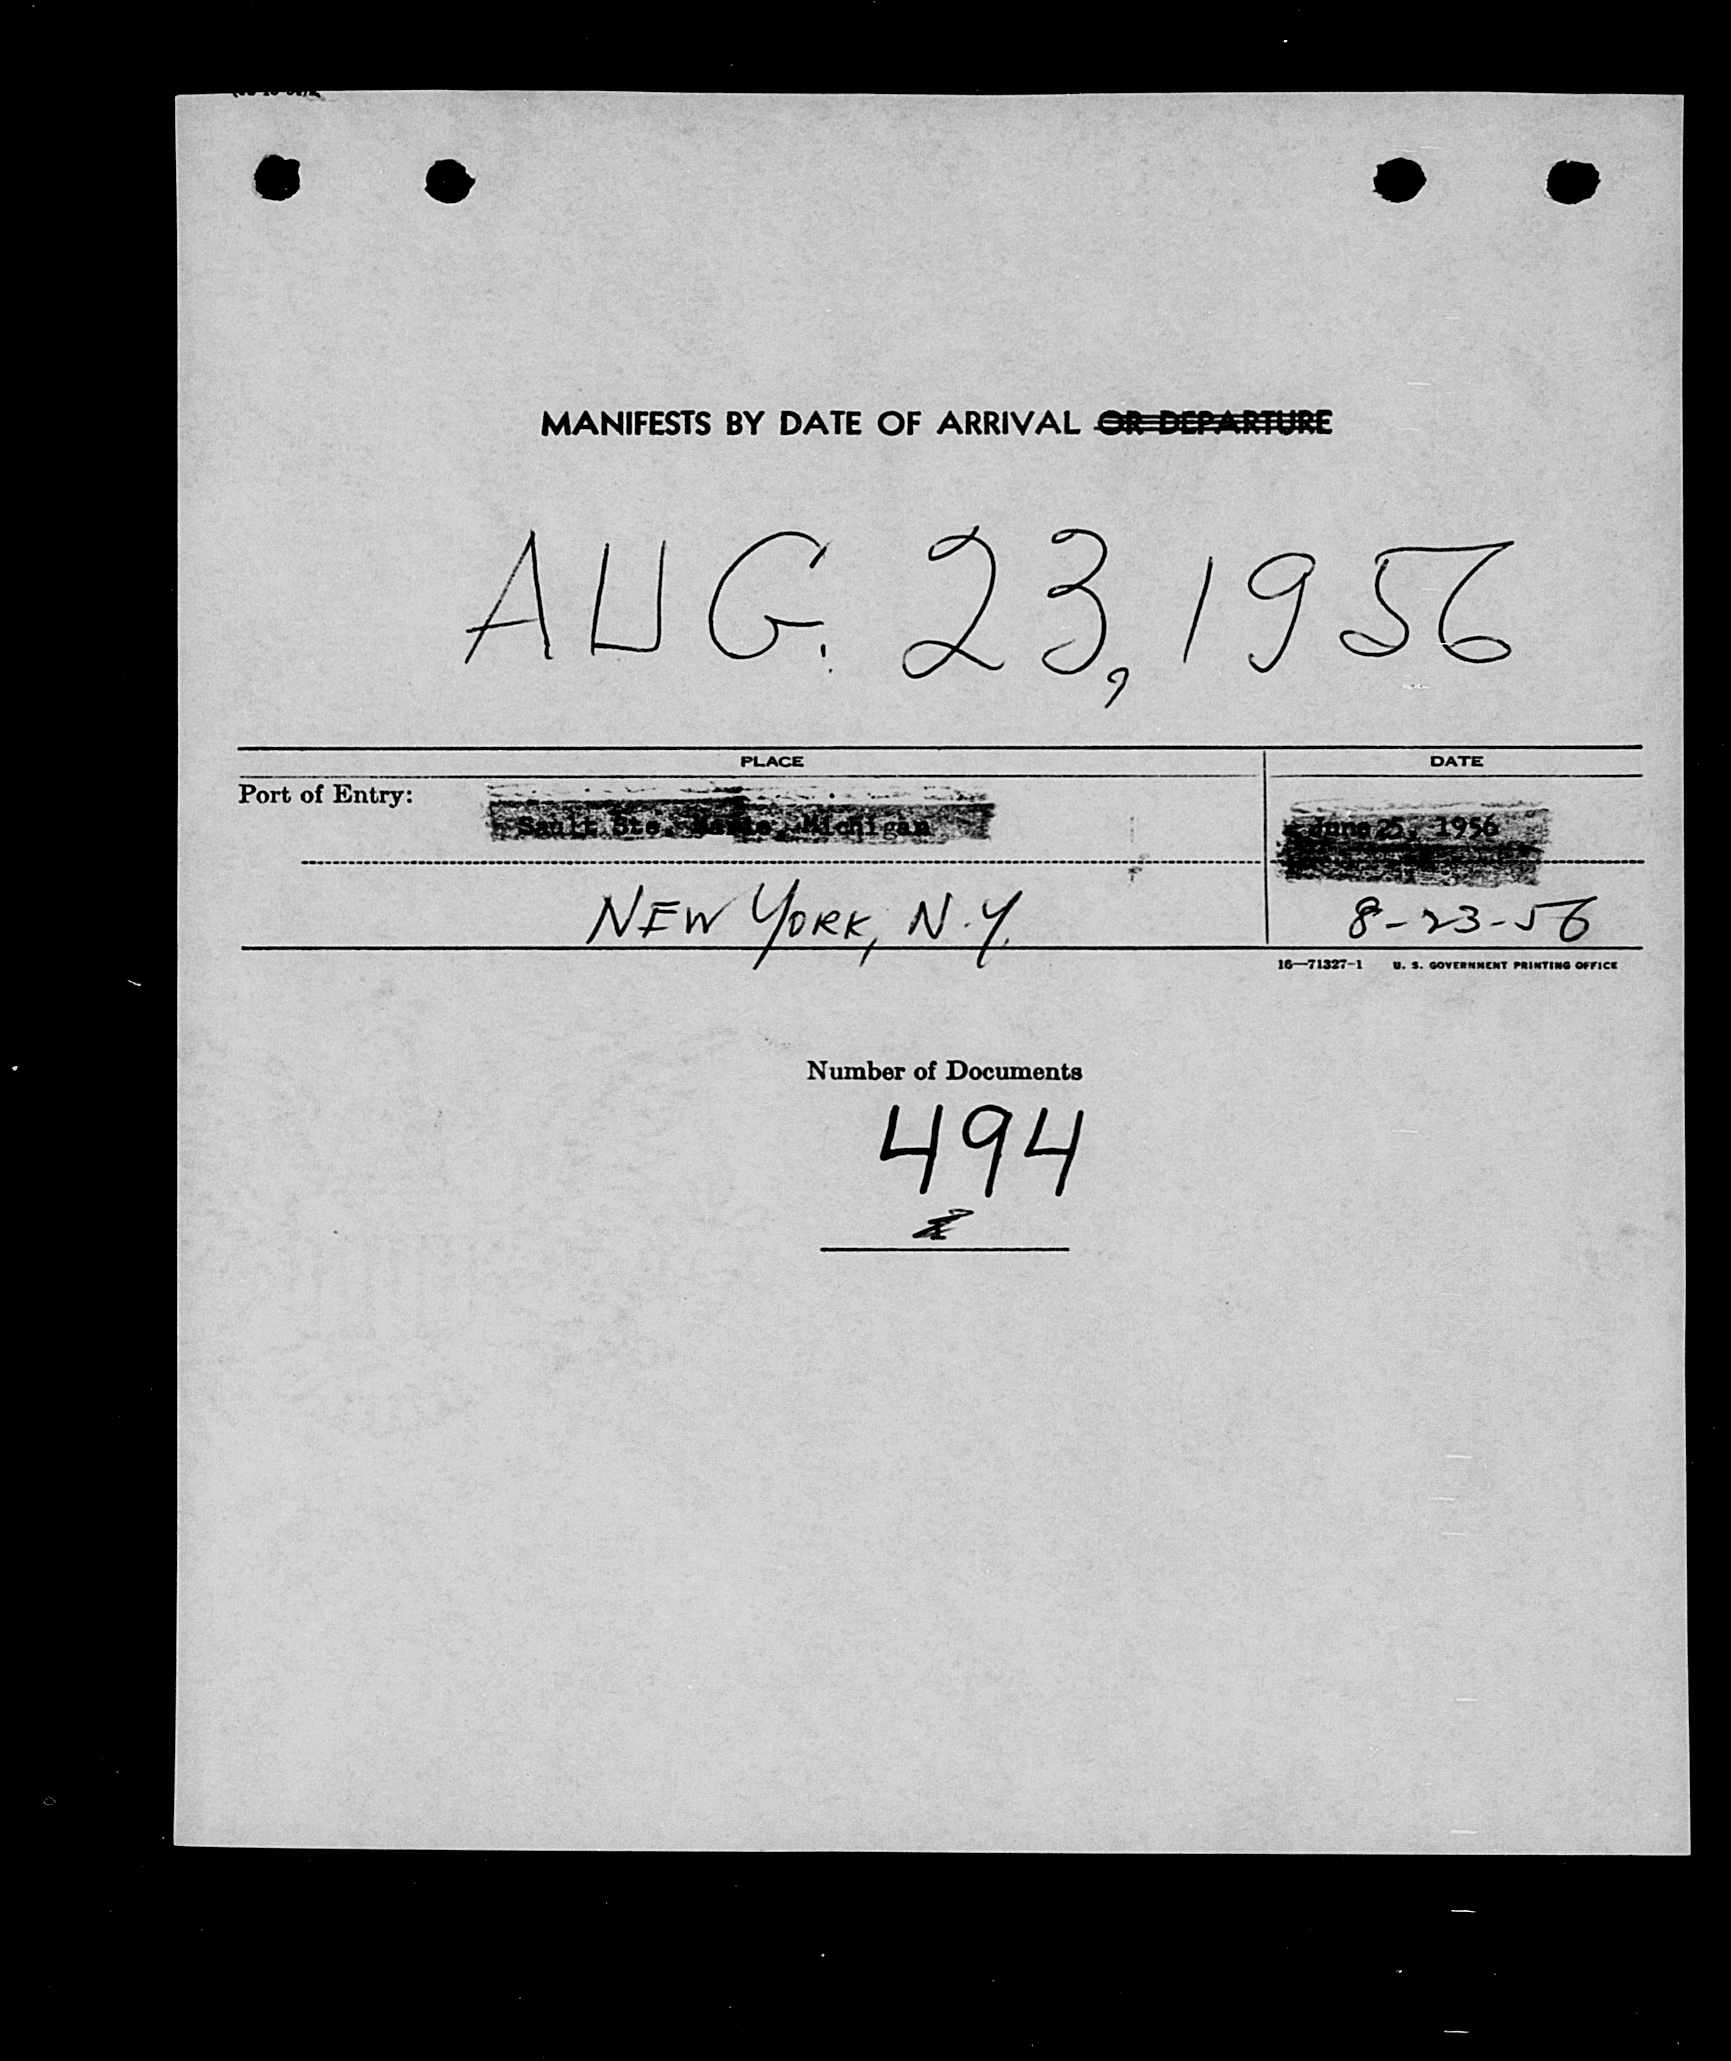 MANIFESTS BY DATE OF ARRIVAL OR DEPARTURE
AUG. 23, 1956
PLACE DATE
Port of Entry: Sault Ste. Marie, Michigan June 25, 1956
NEW YORK, N.Y. 8-23-56
16—71327-1 U. S. GOVERNMENT PRINTING OFFICE
Number of Documents
494